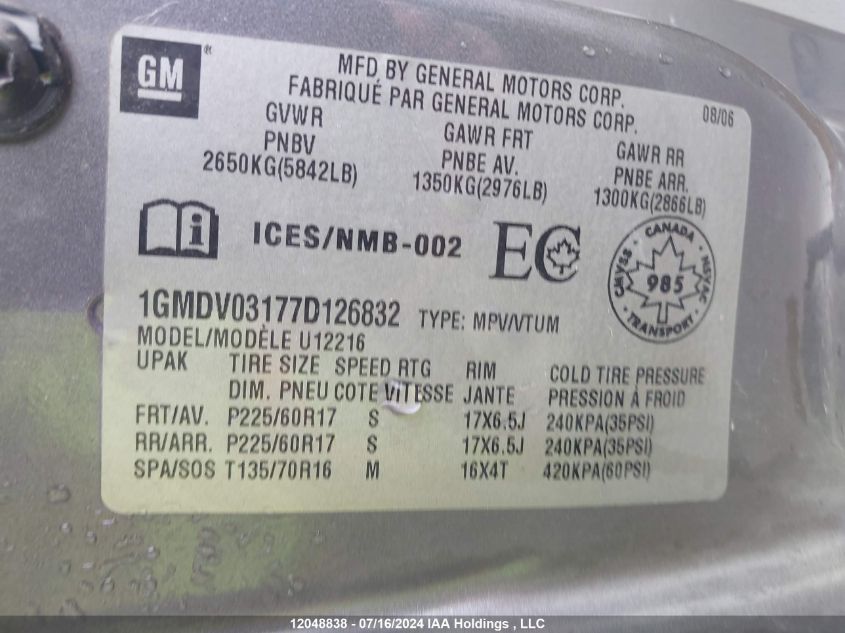 GM®
MFD BY GENERAL MOTORS CORP.
FABRIQUÉ PAR GENERAL MOTORS CORP.
08/06
GVWR
PNBV
2650KG(5842LB)
GAWR FRT
PNBE AV.
1350KG(2976LB)
GAWR RR
PNBE ARR.
1300KG(2866LB)
i ICES/NMB-002 EC
CANADA
CMVSS 985 NSVAC
TRANSPORT
1GMDV03177D126832 TYPE: MPV/VTUM
MODEL/MODÈLE U12216
UPAK TIRE SIZE SPEED RTG RIM COLD TIRE PRESSURE
DIM. PNEU COTE VITESSE JANTE PRESSION À FROID
FRT/AV. P225/60R17 S 17X6.5J 240KPA(35PSI)
RR/ARR. P225/60R17 S 17X6.5J 240KPA(35PSI)
SPA/SOS T135/70R16 M 16X4T 420KPA(60PSI)
12048838 - 07/16/2024 IAA Holdings , LLC